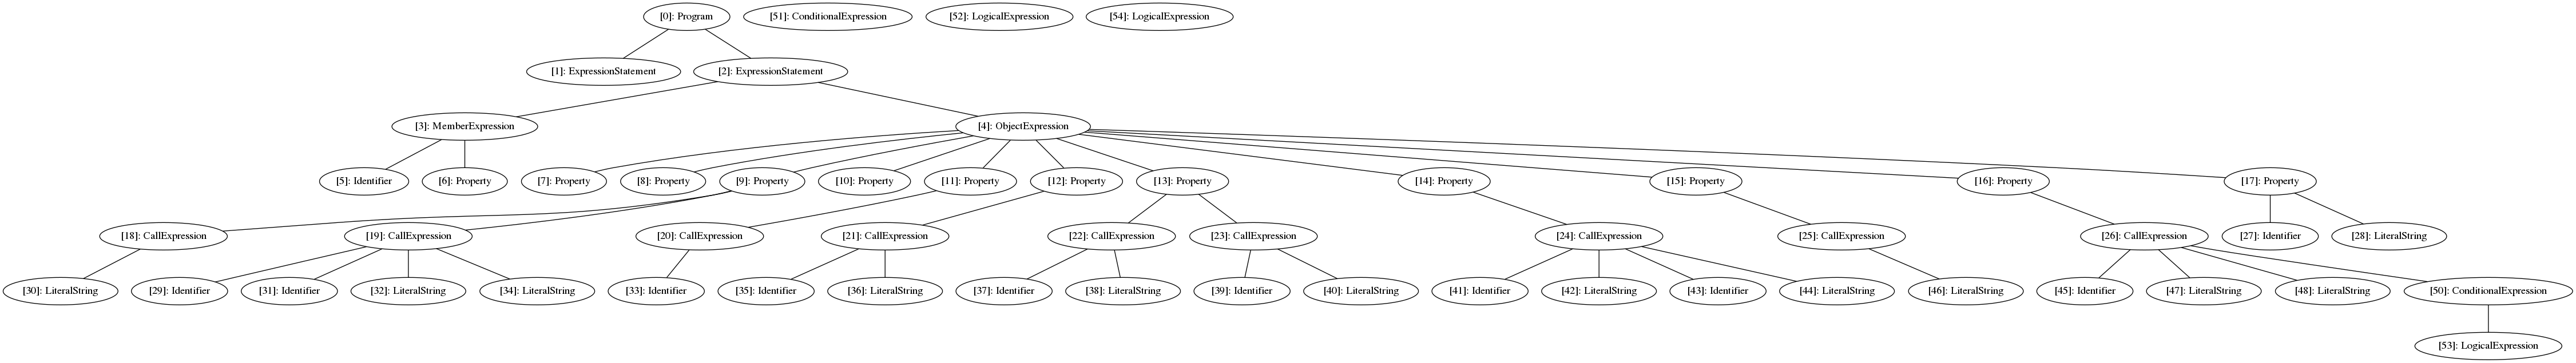 [0]: Program
[51]: ConditionalExpression
[52]: LogicalExpression
[54]: LogicalExpression
[1]: ExpressionStatement
[2]: ExpressionStatement
[3]: MemberExpression
[4]: ObjectExpression
[5]: Identifier
[6]: Property
[7]: Property
[8]: Property
[9]: Property
[10]: Property
[11]: Property
[12]: Property
[13]: Property
[14]: Property
[15]: Property
[16]: Property
[17]: Property
[18]: CallExpression
[19]: CallExpression
[20]: CallExpression
[21]: CallExpression
[22]: CallExpression
[23]: CallExpression
[24]: CallExpression
[25]: CallExpression
[26]: CallExpression
[27]: Identifier
[28]: LiteralString
[30]: LiteralString
[29]: Identifier
[31]: Identifier
[32]: LiteralString
[34]: LiteralString
[33]: Identifier
[35]: Identifier
[36]: LiteralString
[37]: Identifier
[38]: LiteralString
[39]: Identifier
[40]: LiteralString
[41]: Identifier
[42]: LiteralString
[43]: Identifier
[44]: LiteralString
[46]: LiteralString
[45]: Identifier
[47]: LiteralString
[48]: LiteralString
[50]: ConditionalExpression
[53]: LogicalExpression